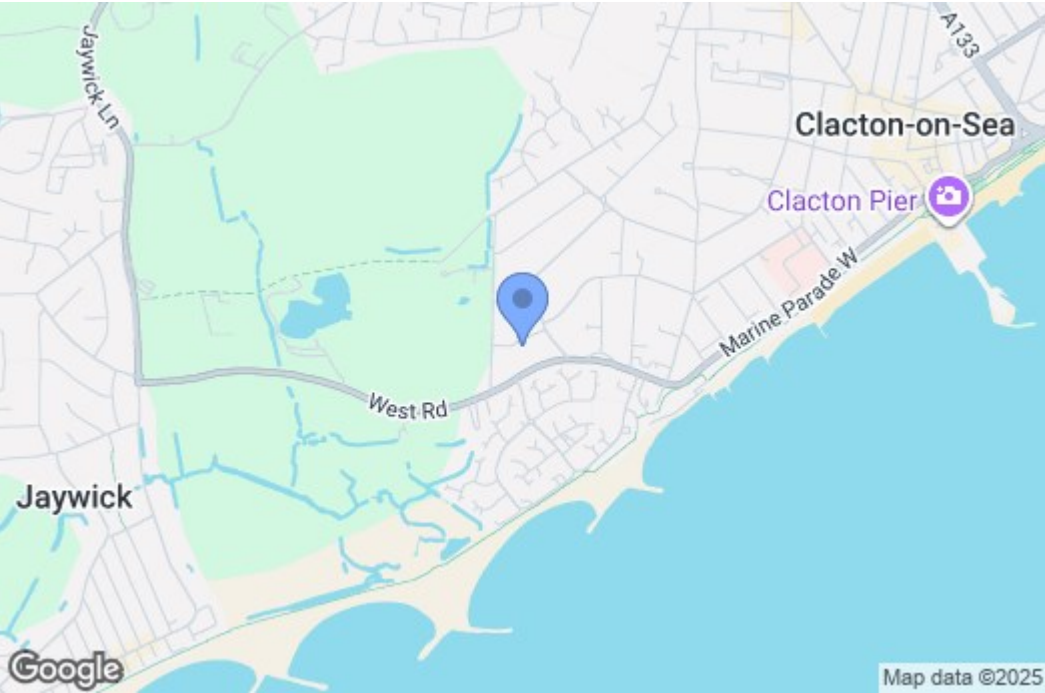 Jaywick Ln
A133
Clacton-on-Sea
Clacton Pier
Marine Parade W
West Rd
Jaywick
Google
Map data ©2025